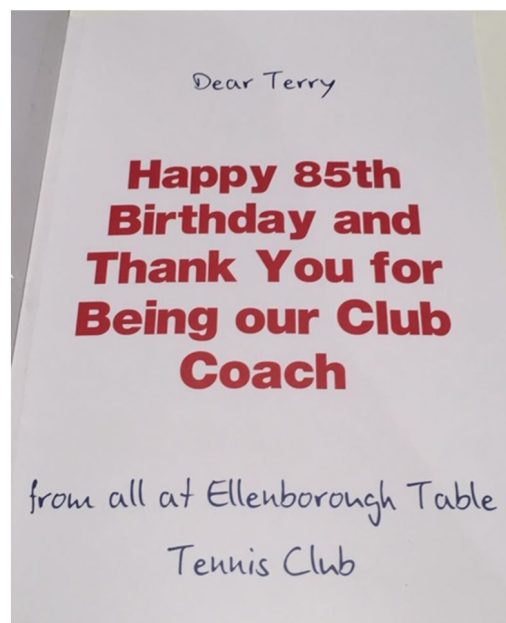 Dear Terry
Happy 85th
Birthday and
Thank You for
Being our Club
Coach
from all at Ellenborough Table
Tennis Club